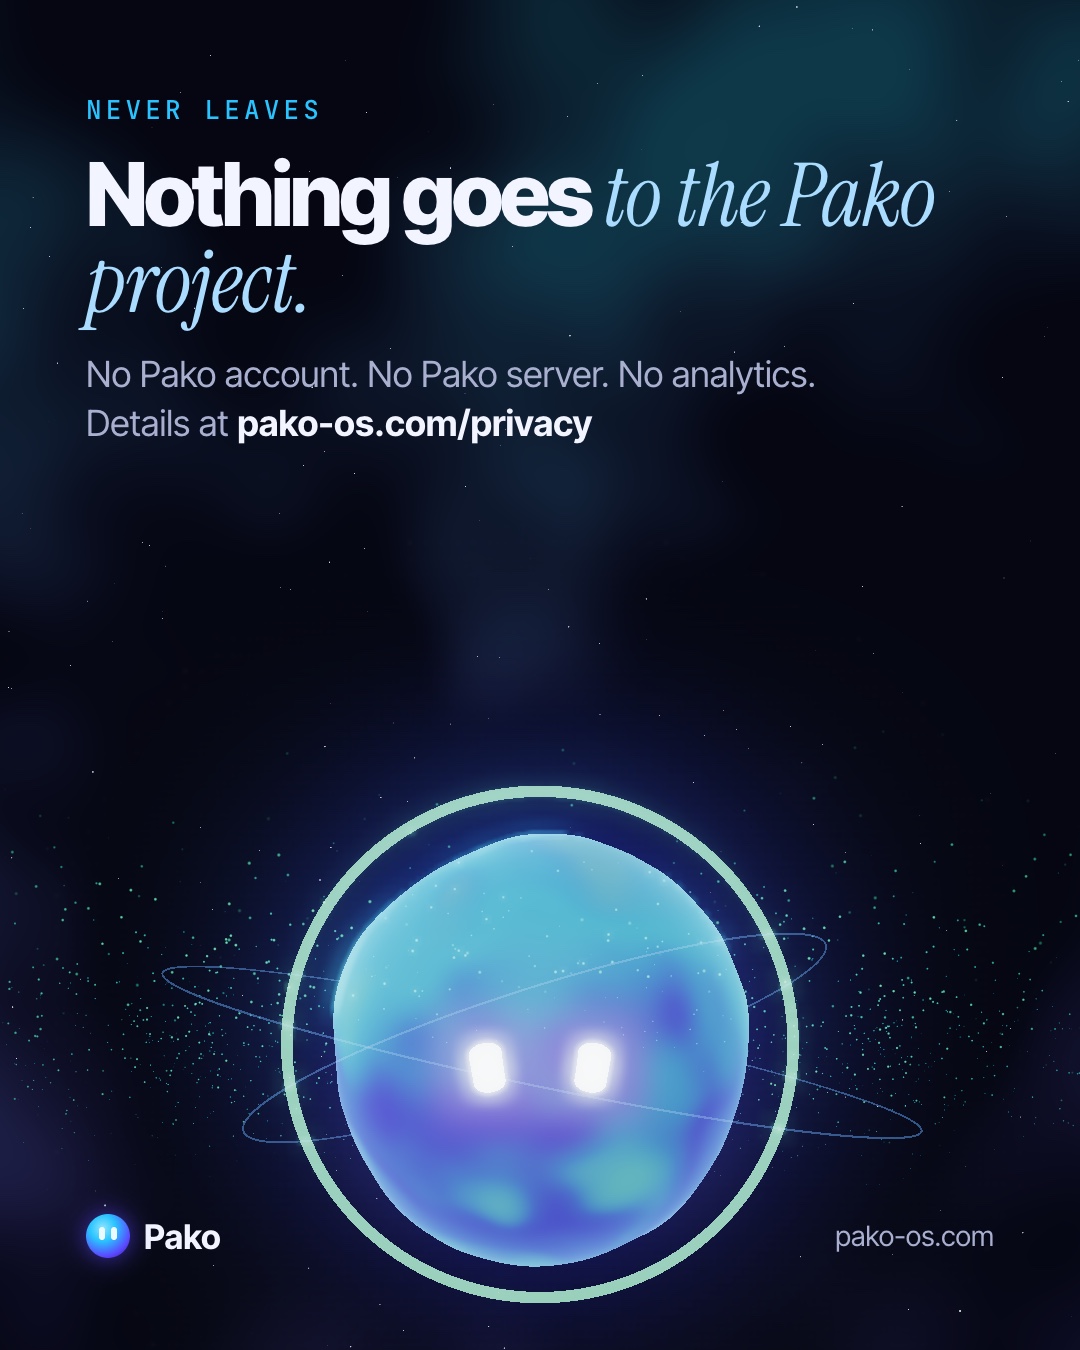 NEVER LEAVES
Nothing goes to the Pako
project.
No Pako account. No Pako server. No analytics.
Details at pako-os.com/privacy
Pako
pako-os.com